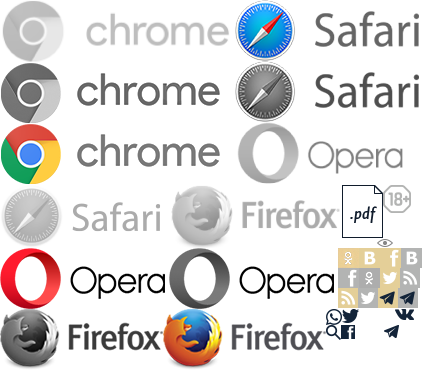 chrome Safari
chrome Safari
chrome Opera
Safari Firefox .pdf 18+
Opera Opera
Firefox Firefox